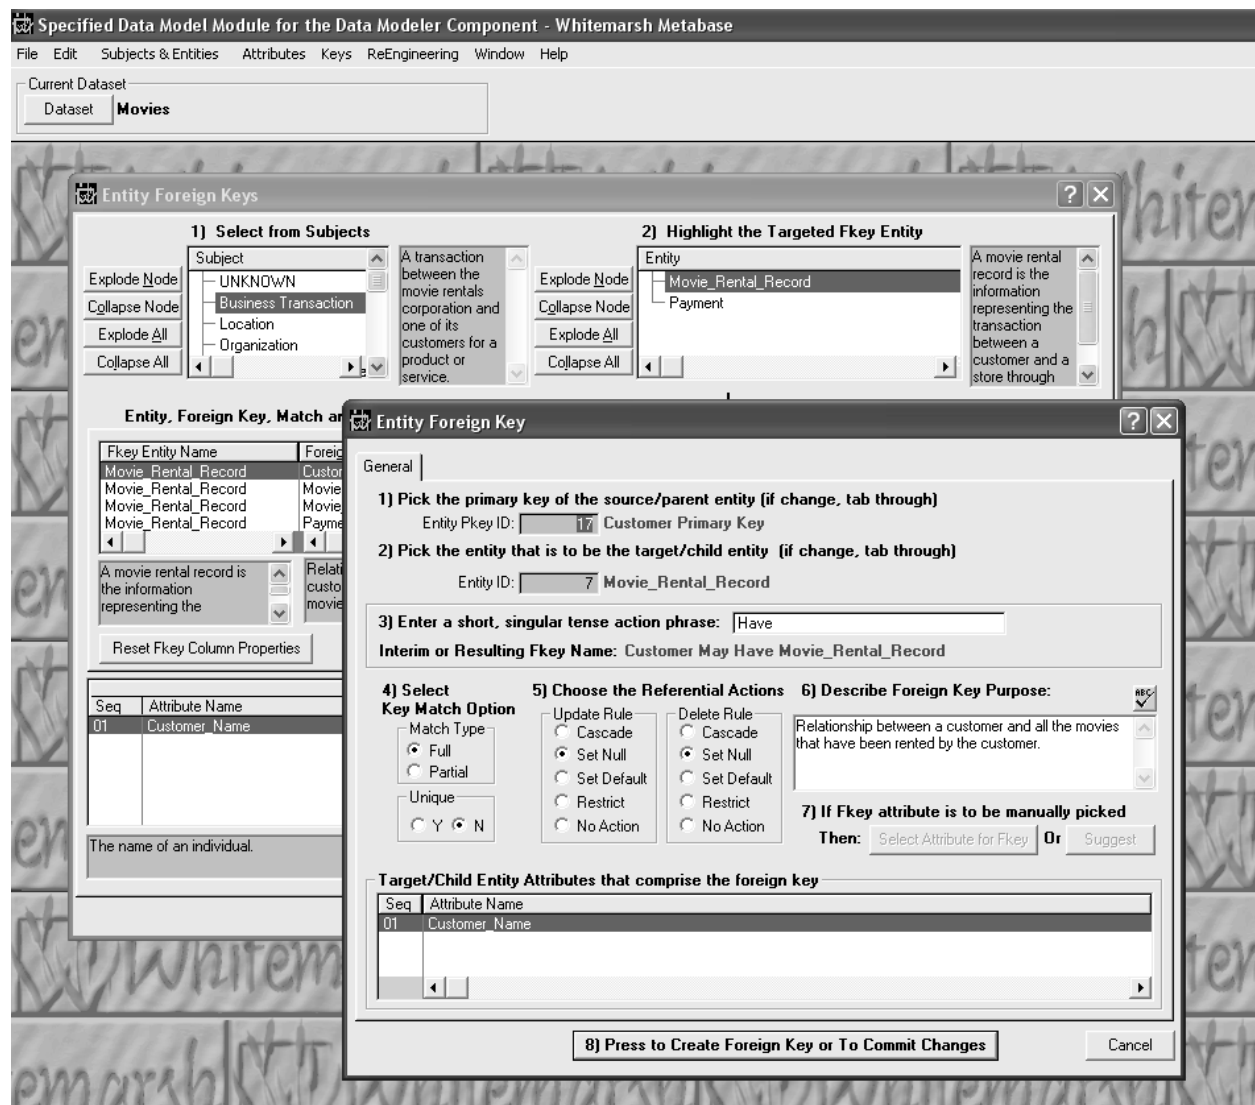 Specified Data Model Module for the Data Modeler Component - Whitemarsh Metabase
File Edit Subjects & Entities Attributes Keys ReEngineering Window Help
Current Dataset
Dataset Movies
Entity Foreign Keys
1) Select from Subjects
2) Highlight the Targeted Fkey Entity
Explode Node
Collapse Node
Explode All
Collapse All
Subject
UNKNOWN
Business Transaction
Location
Organization
A transaction
between the
movie rentals
corporation and
one of its
customers for a
product or
service.
Explode Node
Collapse Node
Explode All
Collapse All
Entity
Movie_Rental_Record
Payment
A movie rental
record is the
information
representing the
transaction
between a
customer and a
store through
Entity, Foreign Key, Match ar
Fkey Entity Name Foreig
Movie_Rental_Record Custor
Movie_Rental_Record Movie
Movie_Rental_Record Movie_
Movie_Rental_Record Payme
A movie rental record is
the information
representing the
Relati
custo
movie
Reset Fkey Column Properties
Seq Attribute Name
01 Customer_Name
The name of an individual.
Entity Foreign Key
General
1) Pick the primary key of the source/parent entity (if change, tab through)
Entity Pkey ID: 17 Customer Primary Key
2) Pick the entity that is to be the target/child entity (if change, tab through)
Entity ID: 7 Movie_Rental_Record
3) Enter a short, singular tense action phrase: Have
Interim or Resulting Fkey Name: Customer May Have Movie_Rental_Record
4) Select
Key Match Option
Match Type
Full
Partial
Unique
Y N
5) Choose the Referential Actions
Update Rule
Cascade
Set Null
Set Default
Restrict
No Action
Delete Rule
Cascade
Set Null
Set Default
Restrict
No Action
6) Describe Foreign Key Purpose:
ABC
Relationship between a customer and all the movies
that have been rented by the customer.
7) If Fkey attribute is to be manually picked
Then: Select Attribute for Fkey Or Suggest
Target/Child Entity Attributes that comprise the foreign key
Seq Attribute Name
01 Customer_Name
8) Press to Create Foreign Key or To Commit Changes
Cancel